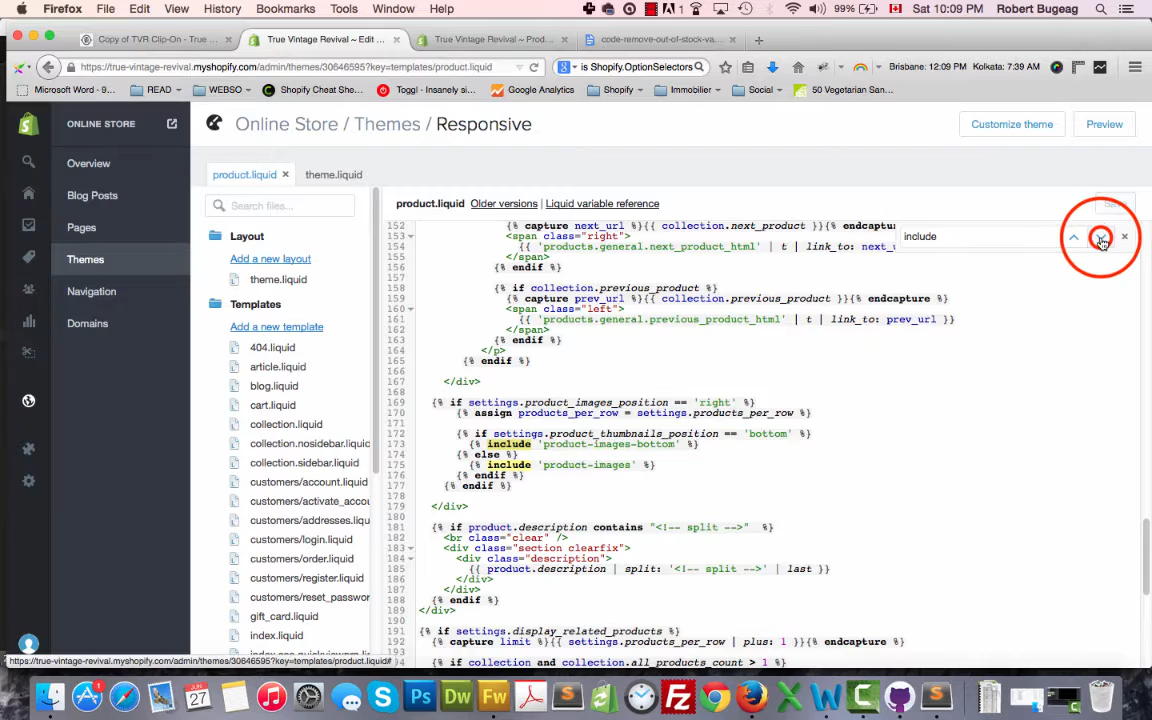 Firefox File Edit View History Bookmarks Tools Window Help 1 99% Sat 10:09 PM Robert Bugeag
Copy of TVR Clip-On - True ... × True Vintage Revival ~ Edit ... × True Vintage Revival ~ Prod... × code-remove-out-of-stock-va... × +
https://true-vintage-revival.myshopify.com/admin/themes/30646595?key=templates/product.liquid is Shopify.OptionSelectors Brisbane: 12:09 PM Kolkata: 7:39 AM
Microsoft Word - 9... READ WEBSO Shopify Cheat She... Toggl - Insanely si... Google Analytics Shopify Immobilier Social 50 Vegetarian San...
ONLINE STORE
Online Store / Themes / Responsive
Customize theme
Preview
Overview
Blog Posts
Pages
Themes
Navigation
Domains
product.liquid ×
theme.liquid
Search files...
Layout
Add a new layout
theme.liquid
Templates
Add a new template
404.liquid
article.liquid
blog.liquid
cart.liquid
collection.liquid
collection.nosidebar.liquid
collection.sidebar.liquid
customers/account.liquid
customers/activate_accou
customers/addresses.liqu
customers/login.liquid
customers/order.liquid
customers/register.liquid
customers/reset_passwor
gift_card.liquid
index.liquid
product.liquid Older versions | Liquid variable reference
include ×
152 {% capture next_url %}{{ collection.next_product }}{% endcapture
153 <span class="right">
154 {{ 'products.general.next_product_html' | t | link_to: next_u
155 </span>
156 {% endif %}
157
158 {% if collection.previous_product %}
159 {% capture prev_url %}{{ collection.previous_product }}{% endcapture %}
160 <span class="left">
161 {{ 'products.general.previous_product_html' | t | link_to: prev_url }}
162 </span>
163 {% endif %}
164 </p>
165 {% endif %}
166
167 </div>
168
169 {% if settings.product_images_position == 'right' %}
170 {% assign products_per_row = settings.products_per_row %}
171
172 {% if settings.product_thumbnails_position == 'bottom' %}
173 {% include 'product-images-bottom' %}
174 {% else %}
175 {% include 'product-images' %}
176 {% endif %}
177 {% endif %}
178
179 </div>
180
181 {% if product.description contains "<!-- split -->" %}
182 <br class="clear" />
183 <div class="section clearfix">
184 <div class="description">
185 {{ product.description | split: '<!-- split -->' | last }}
186 </div>
187 </div>
188 {% endif %}
189 </div>
190
191 {% if settings.display_related_products %}
192 {% capture limit %}{{ settings.products_per_row | plus: 1 }}{% endcapture %}
193
194 {% if collection and collection.all_products_count > 1 %}
https://true-vintage-revival.myshopify.com/admin/themes/30646595?key=templates/product.liquid#
JUN
27
Ps Dw Fw